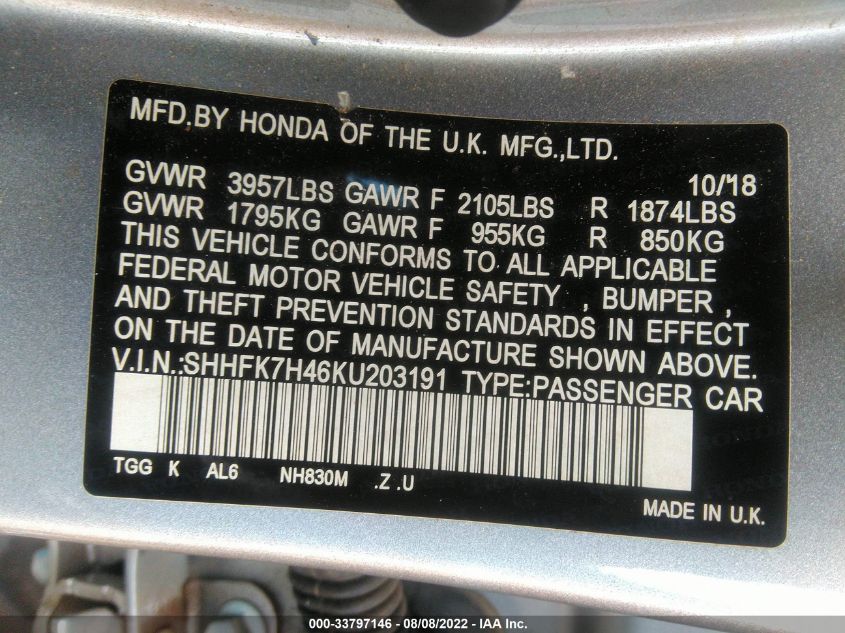 MFD.BY HONDA OF THE U.K. MFG.,LTD.
10/18
GVWR 3957LBS GAWR F 2105LBS R 1874LBS
GVWR 1795KG GAWR F 955KG R 850KG
THIS VEHICLE CONFORMS TO ALL APPLICABLE
FEDERAL MOTOR VEHICLE SAFETY , BUMPER ,
AND THEFT PREVENTION STANDARDS IN EFFECT
ON THE DATE OF MANUFACTURE SHOWN ABOVE.
V.I.N.:SHHFK7H46KU203191 TYPE:PASSENGER CAR
TGG K AL6 NH830M .Z .U
MADE IN U.K.
000-33797146 - 08/08/2022 - IAA Inc.